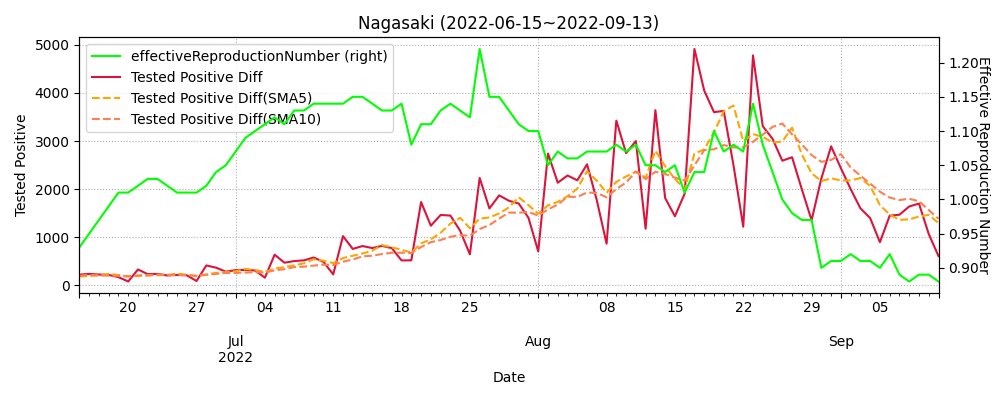 Nagasaki (2022-06-15~2022-09-13)
effectiveReproductionNumber (right)
Tested Positive Diff
Tested Positive Diff(SMA5)
Tested Positive Diff(SMA10)
Tested Positive
5000
4000
3000
2000
1000
0
1.20
1.15
1.10
1.05
1.00
0.95
0.90
Effective Reproduction Number
20 27 04 11 18 25 08 15 22 29 05
Jul Aug Sep
2022
Date